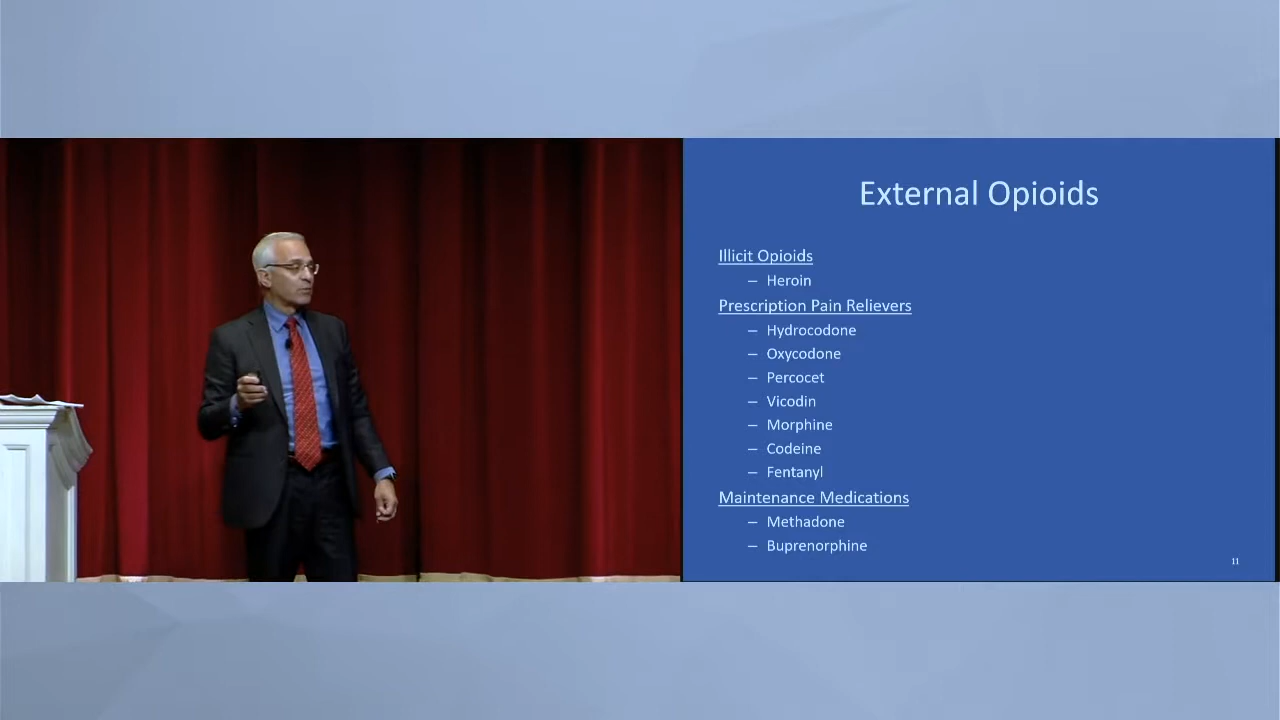 External Opioids
Illicit Opioids
– Heroin
Prescription Pain Relievers
– Hydrocodone
– Oxycodone
– Percocet
– Vicodin
– Morphine
– Codeine
– Fentanyl
Maintenance Medications
– Methadone
– Buprenorphine
11